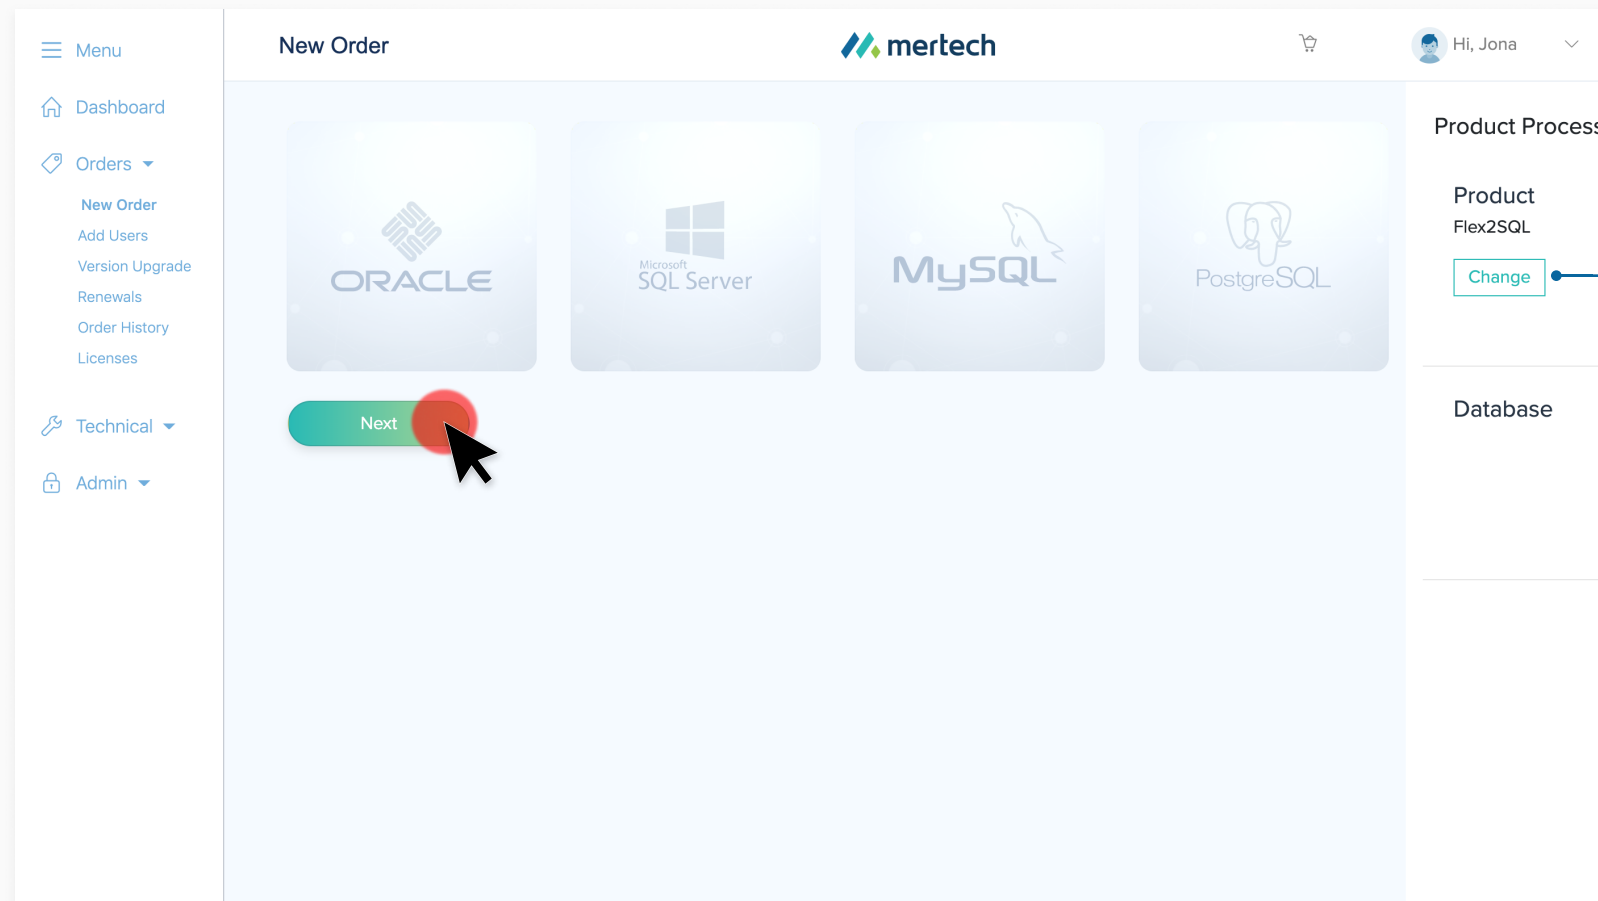 Menu
Dashboard
Orders
New Order
Add Users
Version Upgrade
Renewals
Order History
Licenses
Technical
Admin
New Order
mertech
Hi, Jona
ORACLE
Microsoft
SQL Server
MySQL
PostgreSQL
Next
Product Process
Product
Flex2SQL
Change
Database